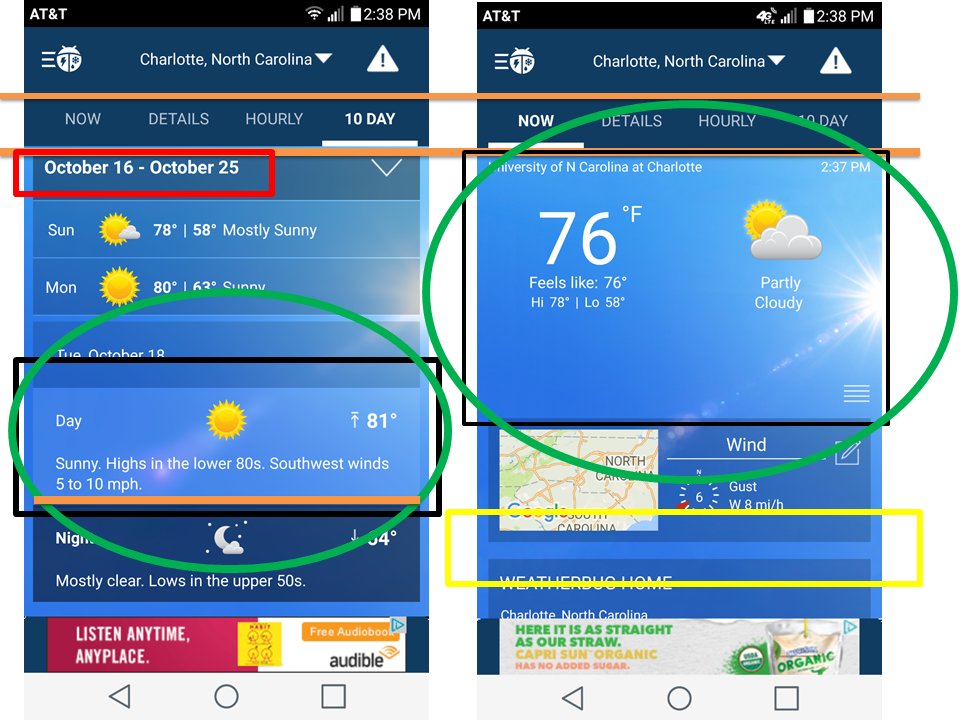 AT&T 2:38 PM
Charlotte, North Carolina
NOW DETAILS HOURLY 10 DAY
October 16 - October 25
Sun 78° | 58° Mostly Sunny
Mon 80° | 63° Sunny
Tue, October 18
Day 81°
Sunny. Highs in the lower 80s. Southwest winds
5 to 10 mph.
Night
Mostly clear. Lows in the upper 50s.
LISTEN ANYTIME,
ANYPLACE.
HABIT
Free Audiobook
audible
AT&T 4G LTE 2:38 PM
Charlotte, North Carolina
NOW DETAILS HOURLY 10 DAY
University of N Carolina at Charlotte 2:37 PM
76 °F
Feels like: 76°
Hi 78° | Lo 58°
Partly
Cloudy
NORTH
CAROLINA
Google
SOUTH
CAROLINA
Wind
N
6
Gust
W 8 mi/h
WEATHERBUG HOME
Charlotte, North Carolina
HERE IT IS AS STRAIGHT
AS OUR STRAW.
CAPRI SUN ORGANIC
HAS NO ADDED SUGAR.
USDA
ORGANIC
ORGANIC